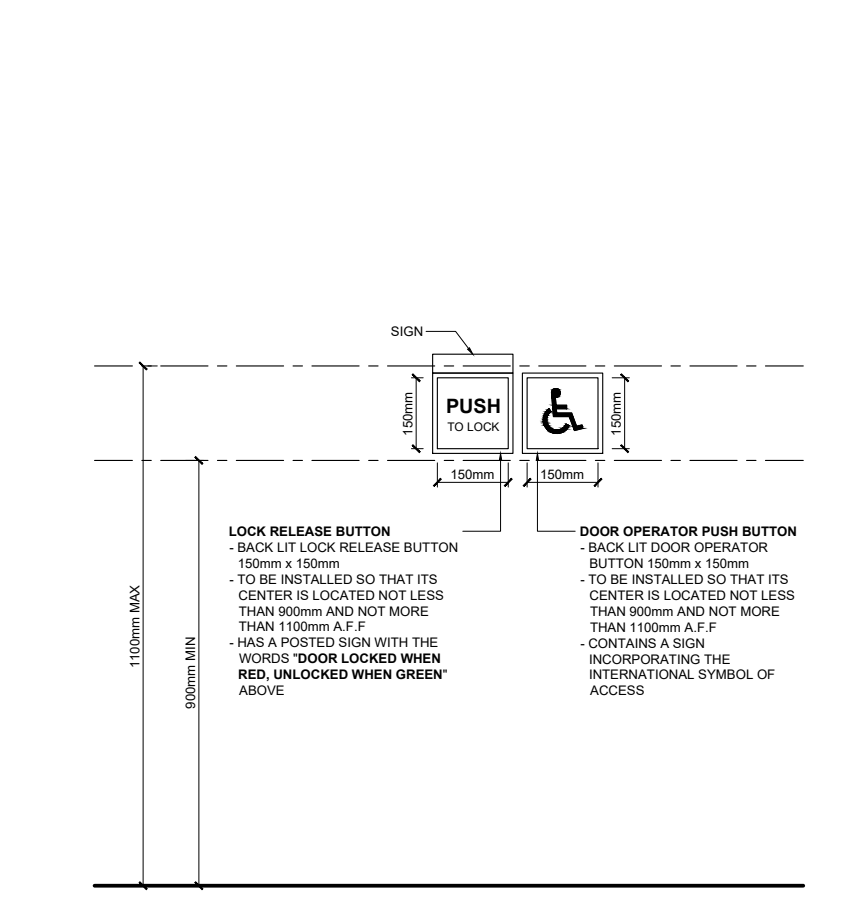 SIGN
PUSH
TO LOCK
150mm
150mm
150mm
150mm
LOCK RELEASE BUTTON
- BACK LIT LOCK RELEASE BUTTON
150mm x 150mm
- TO BE INSTALLED SO THAT ITS
CENTER IS LOCATED NOT LESS
THAN 900mm AND NOT MORE
THAN 1100mm A.F.F
- HAS A POSTED SIGN WITH THE
WORDS "DOOR LOCKED WHEN
RED, UNLOCKED WHEN GREEN"
ABOVE
DOOR OPERATOR PUSH BUTTON
- BACK LIT DOOR OPERATOR
BUTTON 150mm x 150mm
- TO BE INSTALLED SO THAT ITS
CENTER IS LOCATED NOT LESS
THAN 900mm AND NOT MORE
THAN 1100mm A.F.F
- CONTAINS A SIGN
INCORPORATING THE
INTERNATIONAL SYMBOL OF
ACCESS
1100mm MAX
900mm MIN